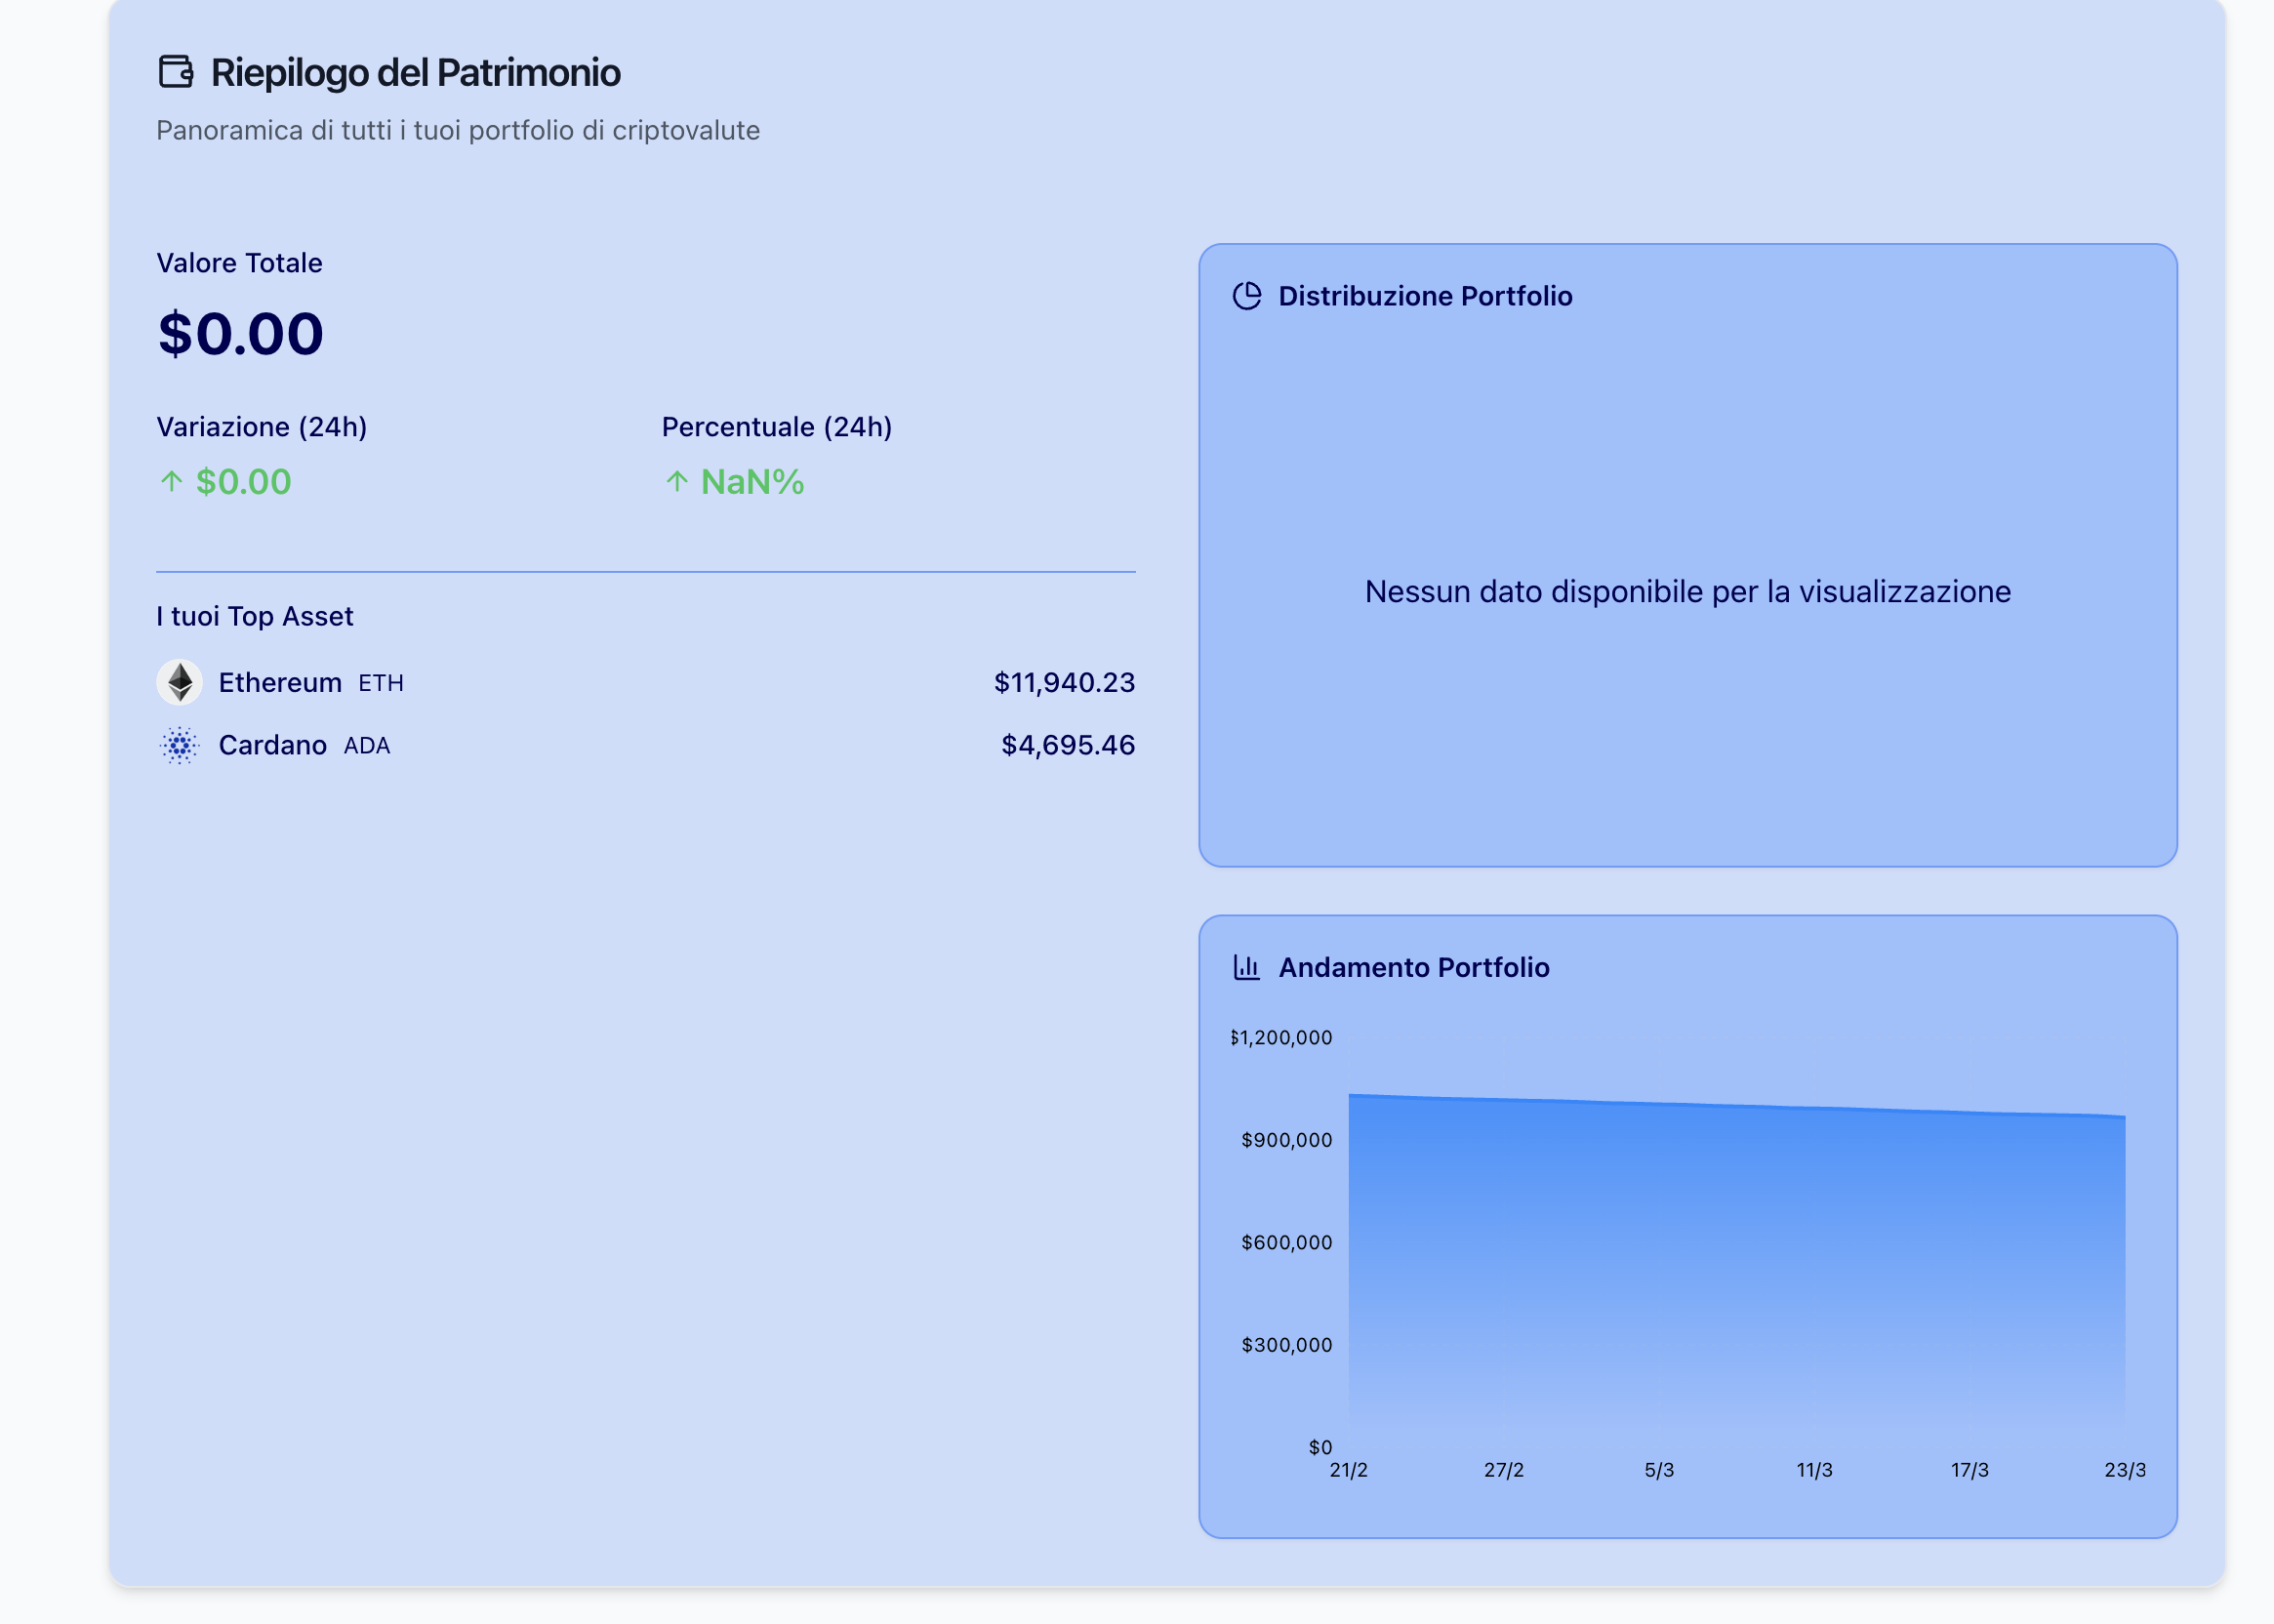 Riepilogo del Patrimonio
Panoramica di tutti i tuoi portfolio di criptovalute
Valore Totale
$0.00
Variazione (24h)
Percentuale (24h)
$0.00
NaN%
I tuoi Top Asset
Ethereum ETH $11,940.23
Cardano ADA $4,695.46
Distribuzione Portfolio
Nessun dato disponibile per la visualizzazione
Andamento Portfolio
$1,200,000
$900,000
$600,000
$300,000
$0
21/2 27/2 5/3 11/3 17/3 23/3